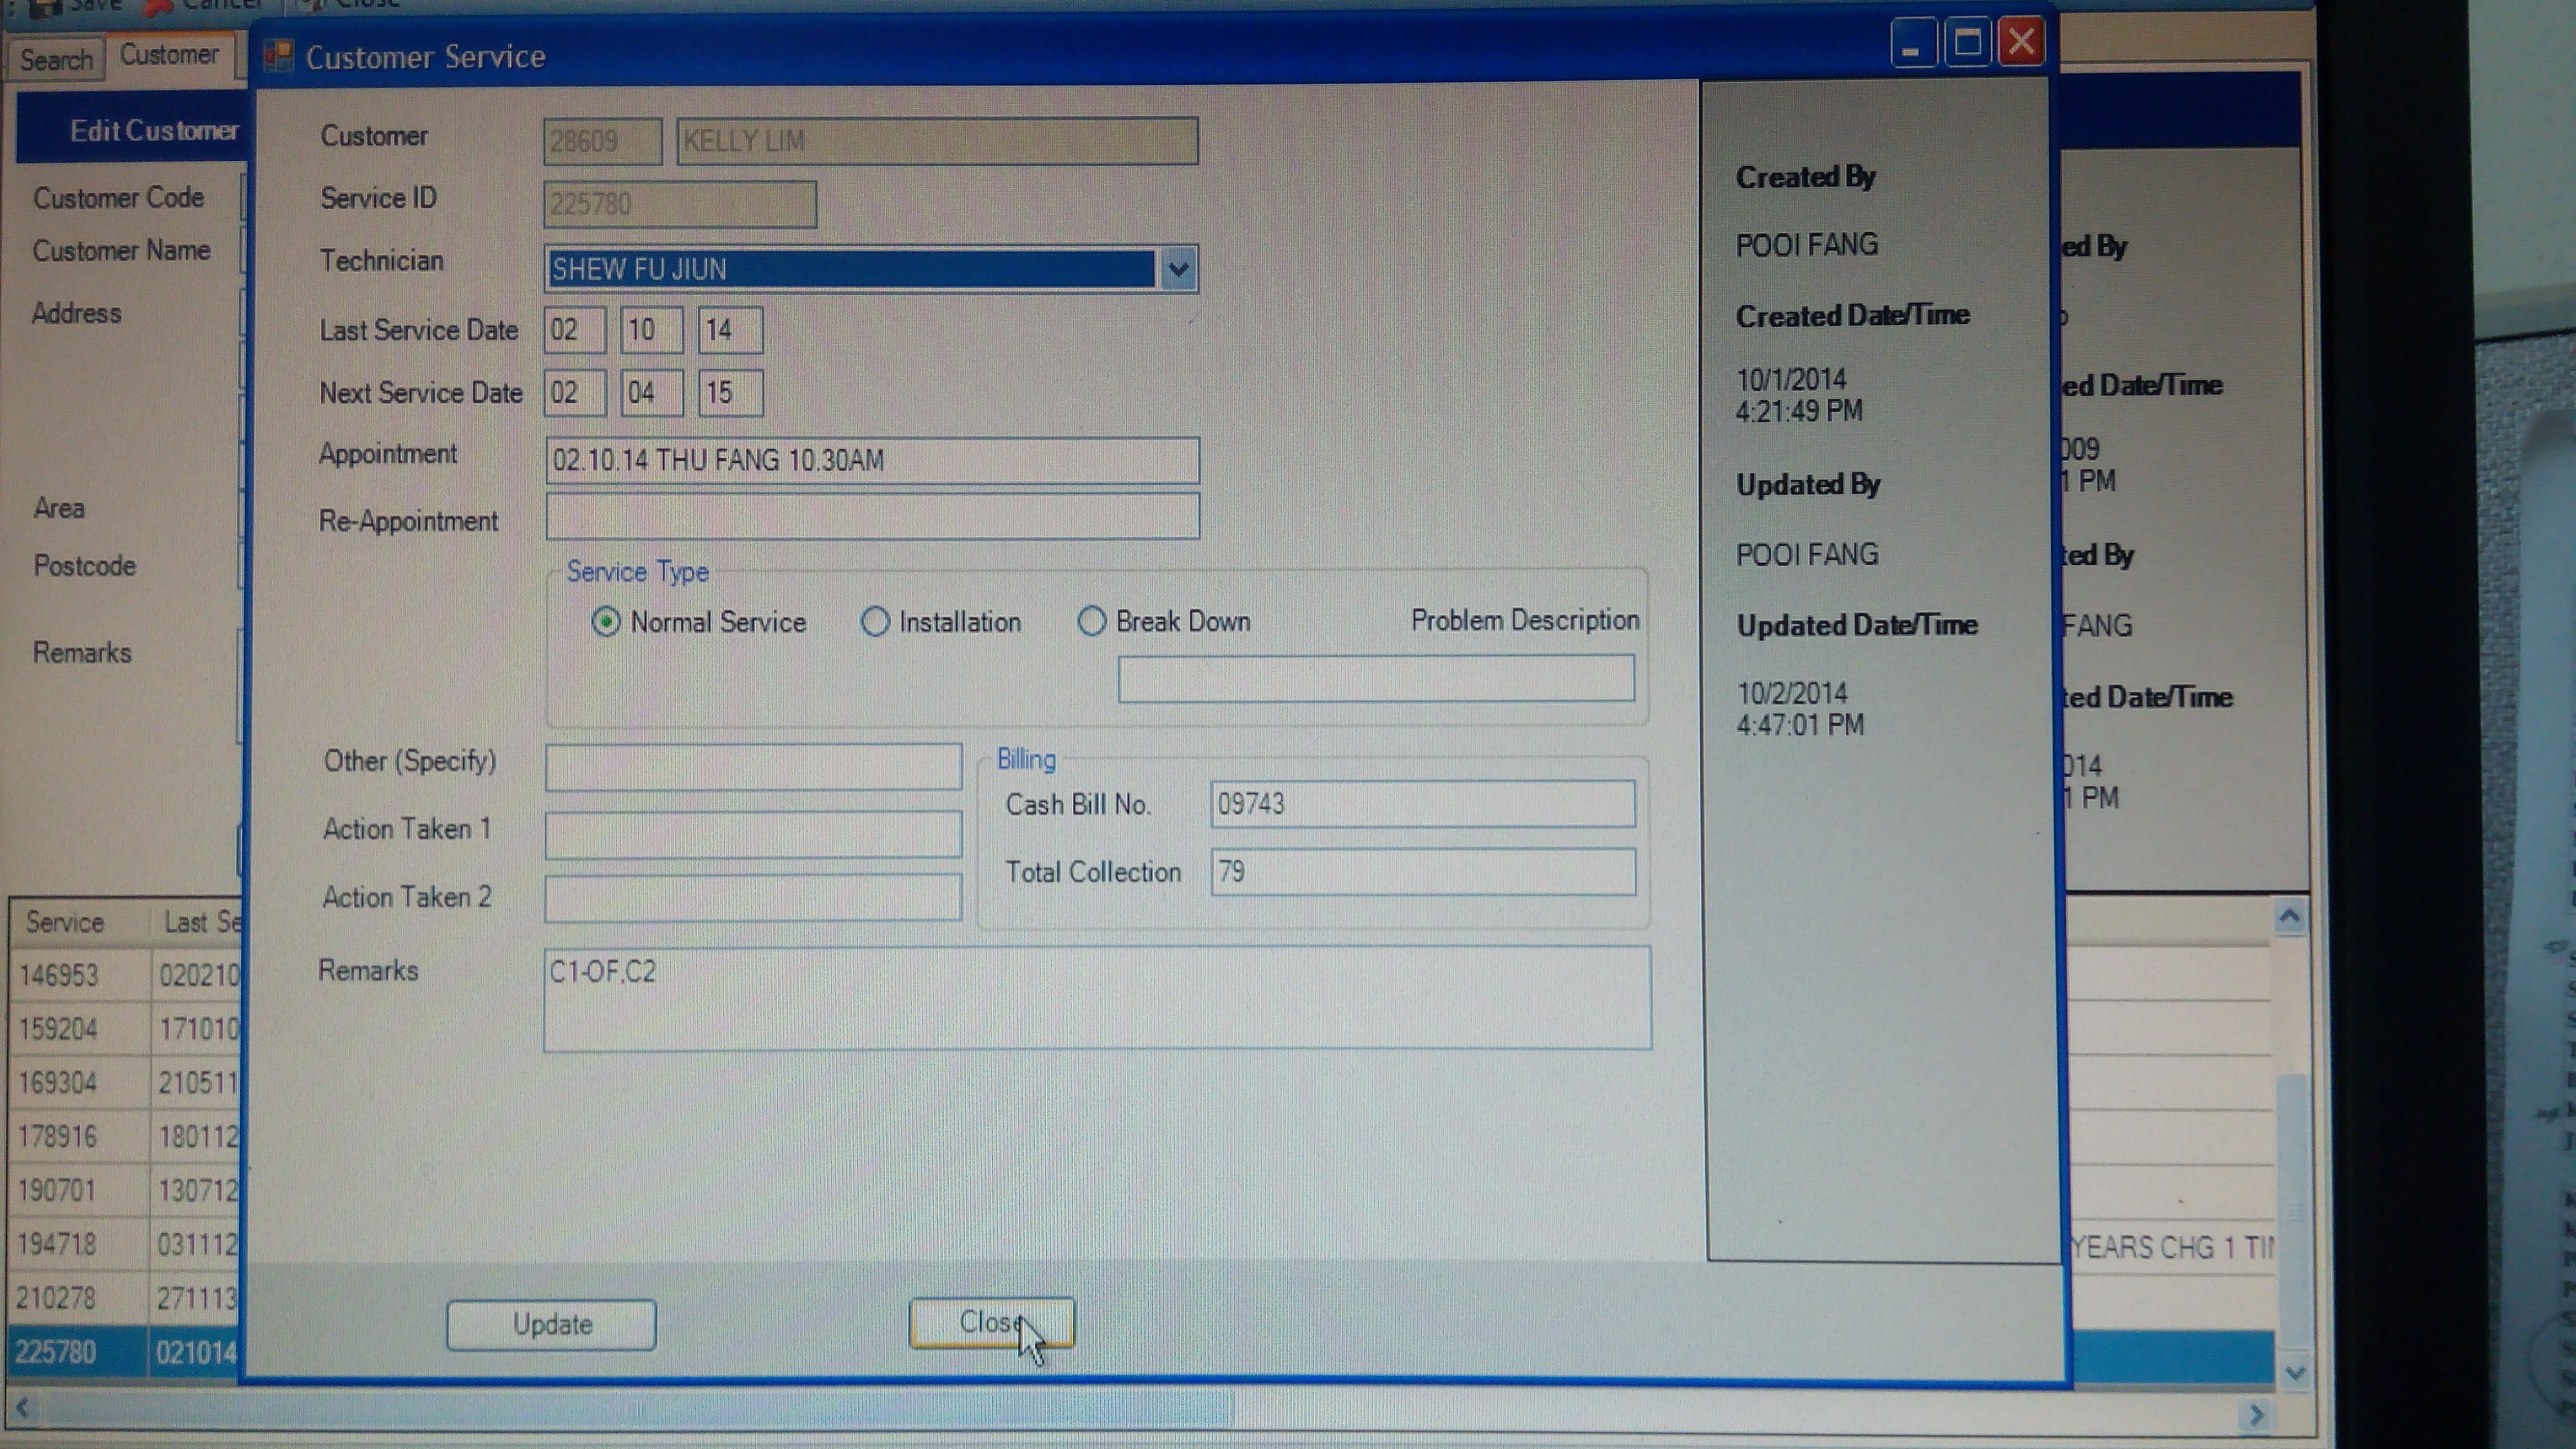 Save Cancel Close
Search Customer
Customer Service
Edit Customer
Customer Code
Customer Name
Address
Area
Postcode
Remarks
Customer 28609 KELLY LIM
Service ID 225780
Technician SHEW FU JIUN
Last Service Date 02 10 14
Next Service Date 02 04 15
Appointment 02.10.14 THU FANG 10.30AM
Re-Appointment
Service Type
Normal Service Installation Break Down Problem Description
Other (Specify)
Action Taken 1
Action Taken 2
Billing
Cash Bill No. 09743
Total Collection 79
Remarks C1-OF,C2
Update Close
Created By
POOI FANG
Created Date/Time
10/1/2014
4:21:49 PM
Updated By
POOI FANG
Updated Date/Time
10/2/2014
4:47:01 PM
ed By
ed Date/Time
009
1 PM
ted By
FANG
ted Date/Time
014
1 PM
Service Last Se
146953 020210
159204 171010
169304 210511
178916 180112
190701 130712
194718 031112
YEARS CHG 1 TI
210278 271113
225780 021014